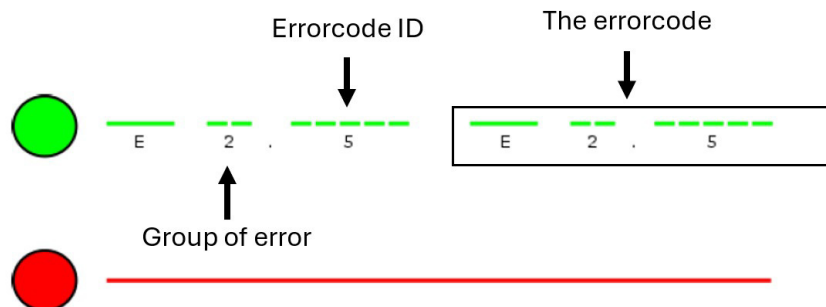 Errorcode ID
The errorcode
E 2 . 5
E 2 . 5
Group of error